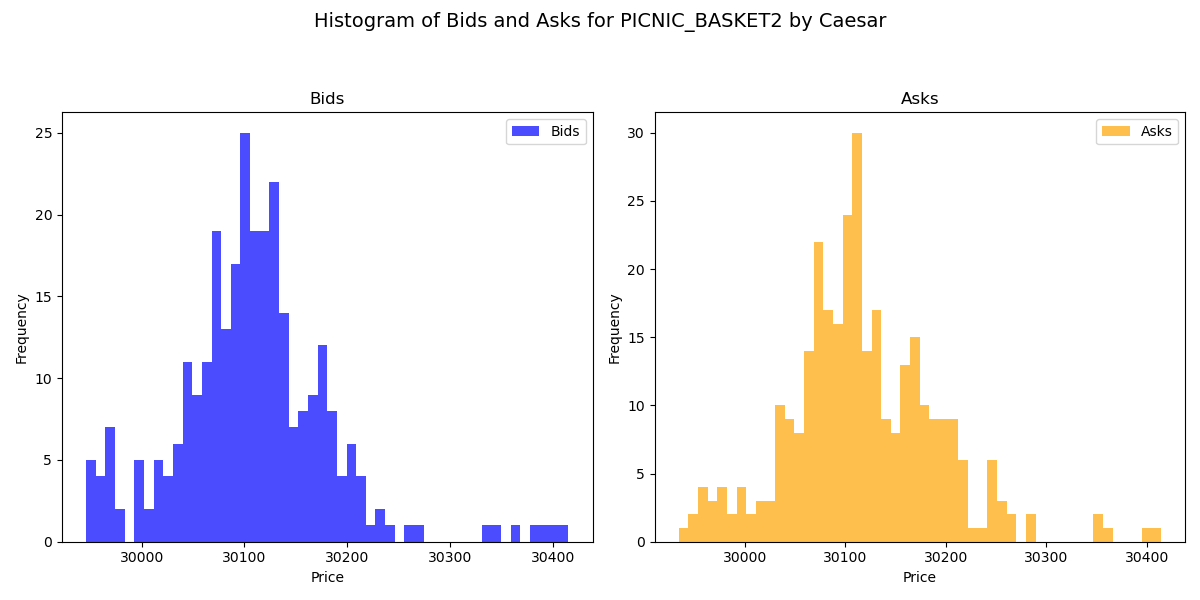 Histogram of Bids and Asks for PICNIC_BASKET2 by Caesar
Bids
Bids
Frequency
25
20
15
10
5
0
30000 30100 30200 30300 30400
Price
Asks
Asks
Frequency
30
25
20
15
10
5
0
30000 30100 30200 30300 30400
Price